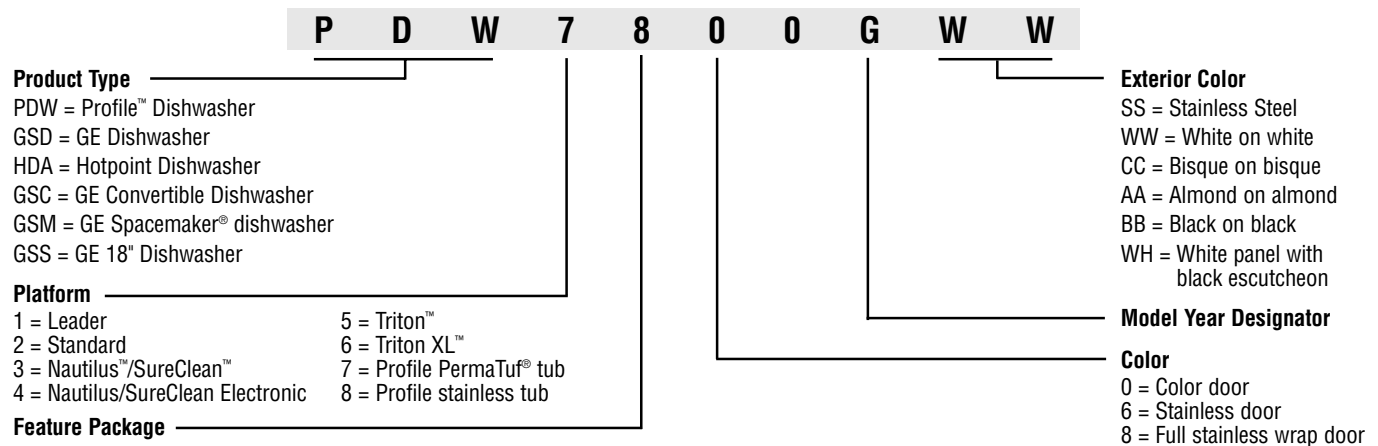 P D W 7 8 0 0 G W W
Product Type
PDW = Profile™ Dishwasher
GSD = GE Dishwasher
HDA = Hotpoint Dishwasher
GSC = GE Convertible Dishwasher
GSM = GE Spacemaker® dishwasher
GSS = GE 18" Dishwasher
Platform
1 = Leader
2 = Standard
3 = Nautilus™/SureClean™
4 = Nautilus/SureClean Electronic
5 = Triton™
6 = Triton XL™
7 = Profile PermaTuf® tub
8 = Profile stainless tub
Feature Package
Exterior Color
SS = Stainless Steel
WW = White on white
CC = Bisque on bisque
AA = Almond on almond
BB = Black on black
WH = White panel with
black escutcheon
Model Year Designator
Color
0 = Color door
6 = Stainless door
8 = Full stainless wrap door